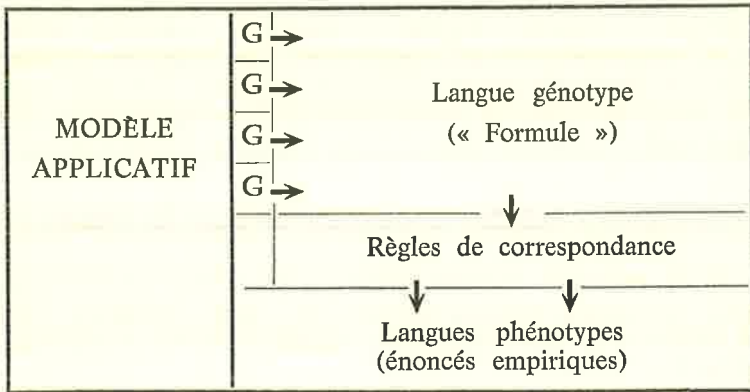 MODÈLE
APPLICATIF
G
G
G
G
Langue génotype
(« Formule »)
Règles de correspondance
Langues phénotypes
(énoncés empiriques)